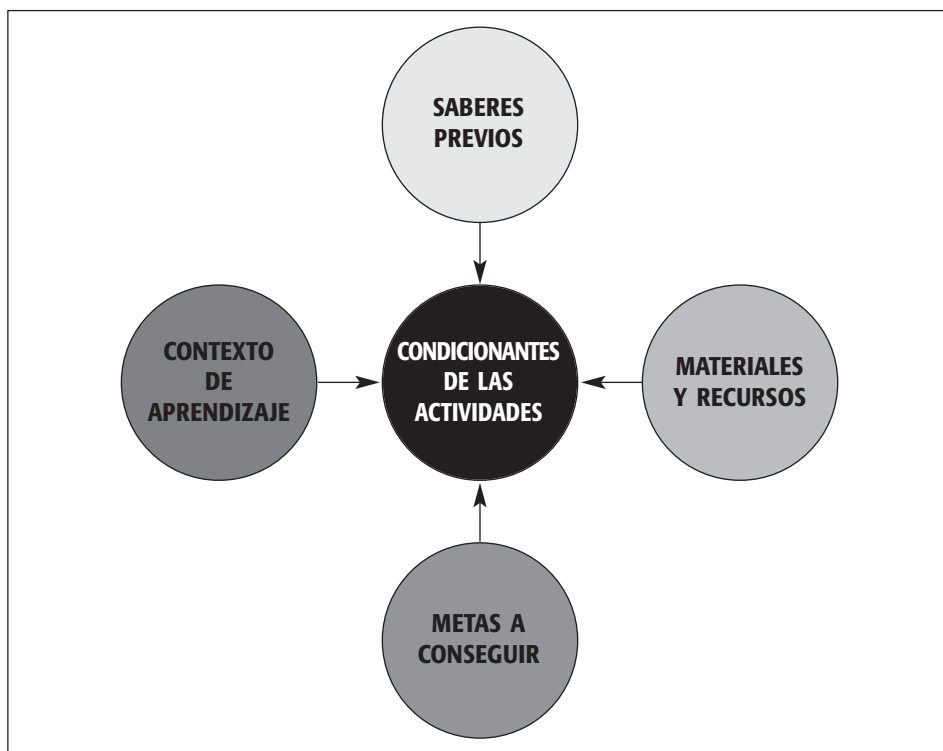 SABERES
PREVIOS
CONTEXTO
DE
APRENDIZAJE
CONDICIONANTES
DE LAS
ACTIVIDADES
MATERIALES
Y RECURSOS
METAS A
CONSEGUIR